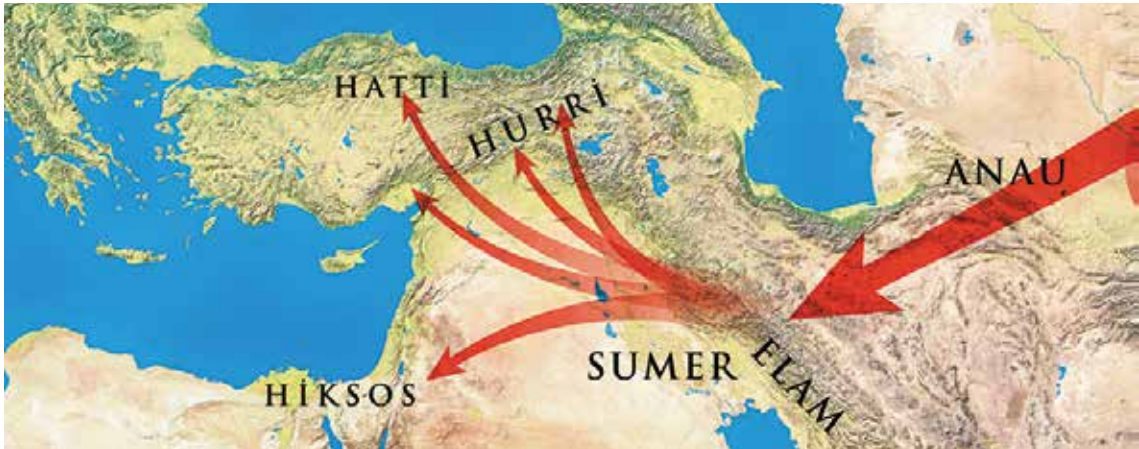 HATTİ
HURRİ
ANAU
HİKSOS
SUMER
ELAM